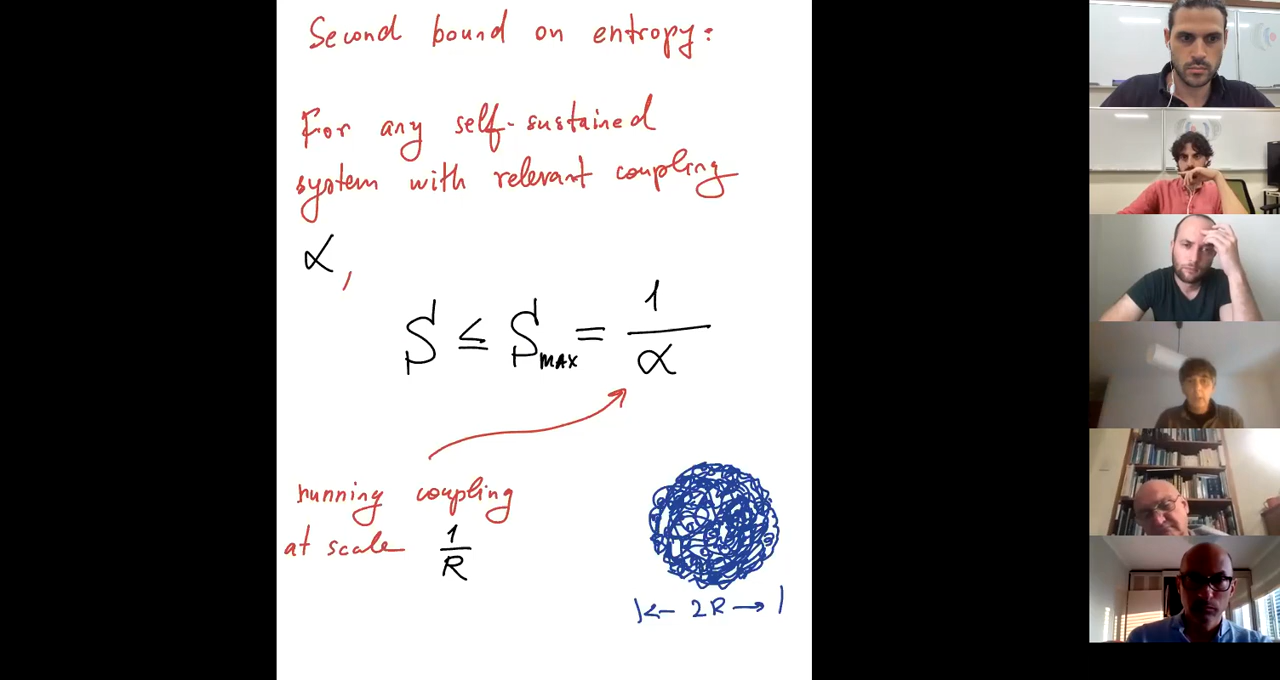 Second bound on entropy:
For any self-sustained
system with relevant coupling
α,
S ≤ S_MAX = 1/α
running coupling
at scale 1/R
|← 2R →|